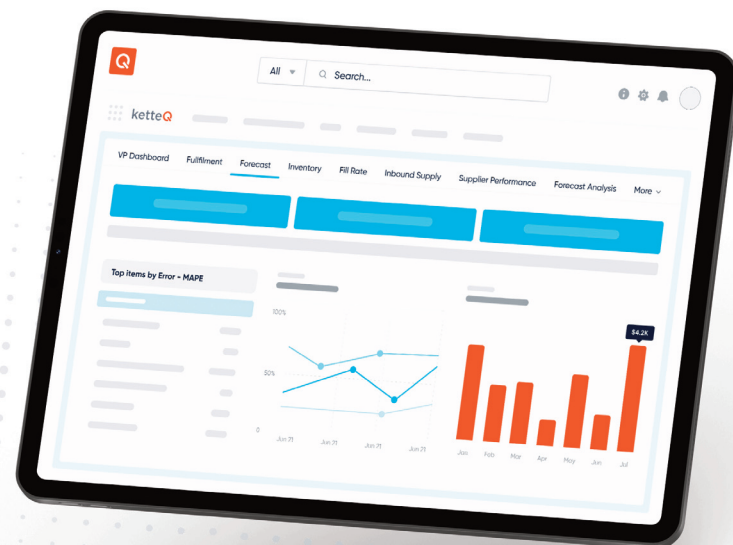 Q
All Search...
ketteQ
VP Dashboard Fullfilment Forecast Inventory Fill Rate Inbound Supply Supplier Performance Forecast Analysis More
Top items by Error - MAPE
100%
50%
0
Jun 21 Jun 21 Jun 21 Jun 21
$4.2K
Jan Feb Mar Apr May Jun Jul